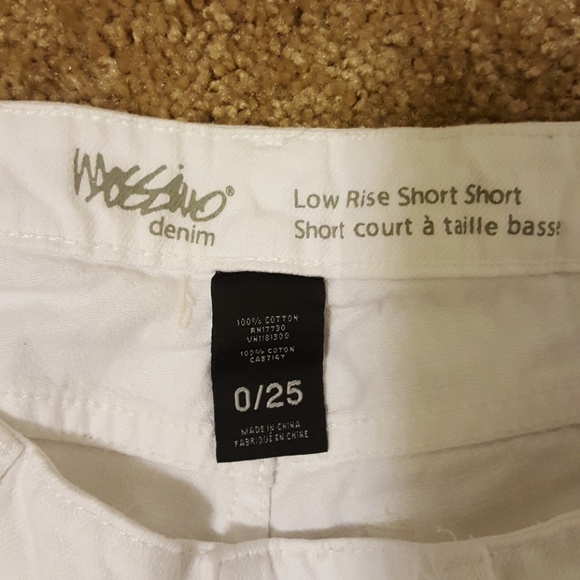 Mossimo®
denim
Low Rise Short Short
Short court à taille basse
100% COTTON
RN17730
100% COTON
0/25
MADE IN CHINA
FABRIQUÉ EN CHINE